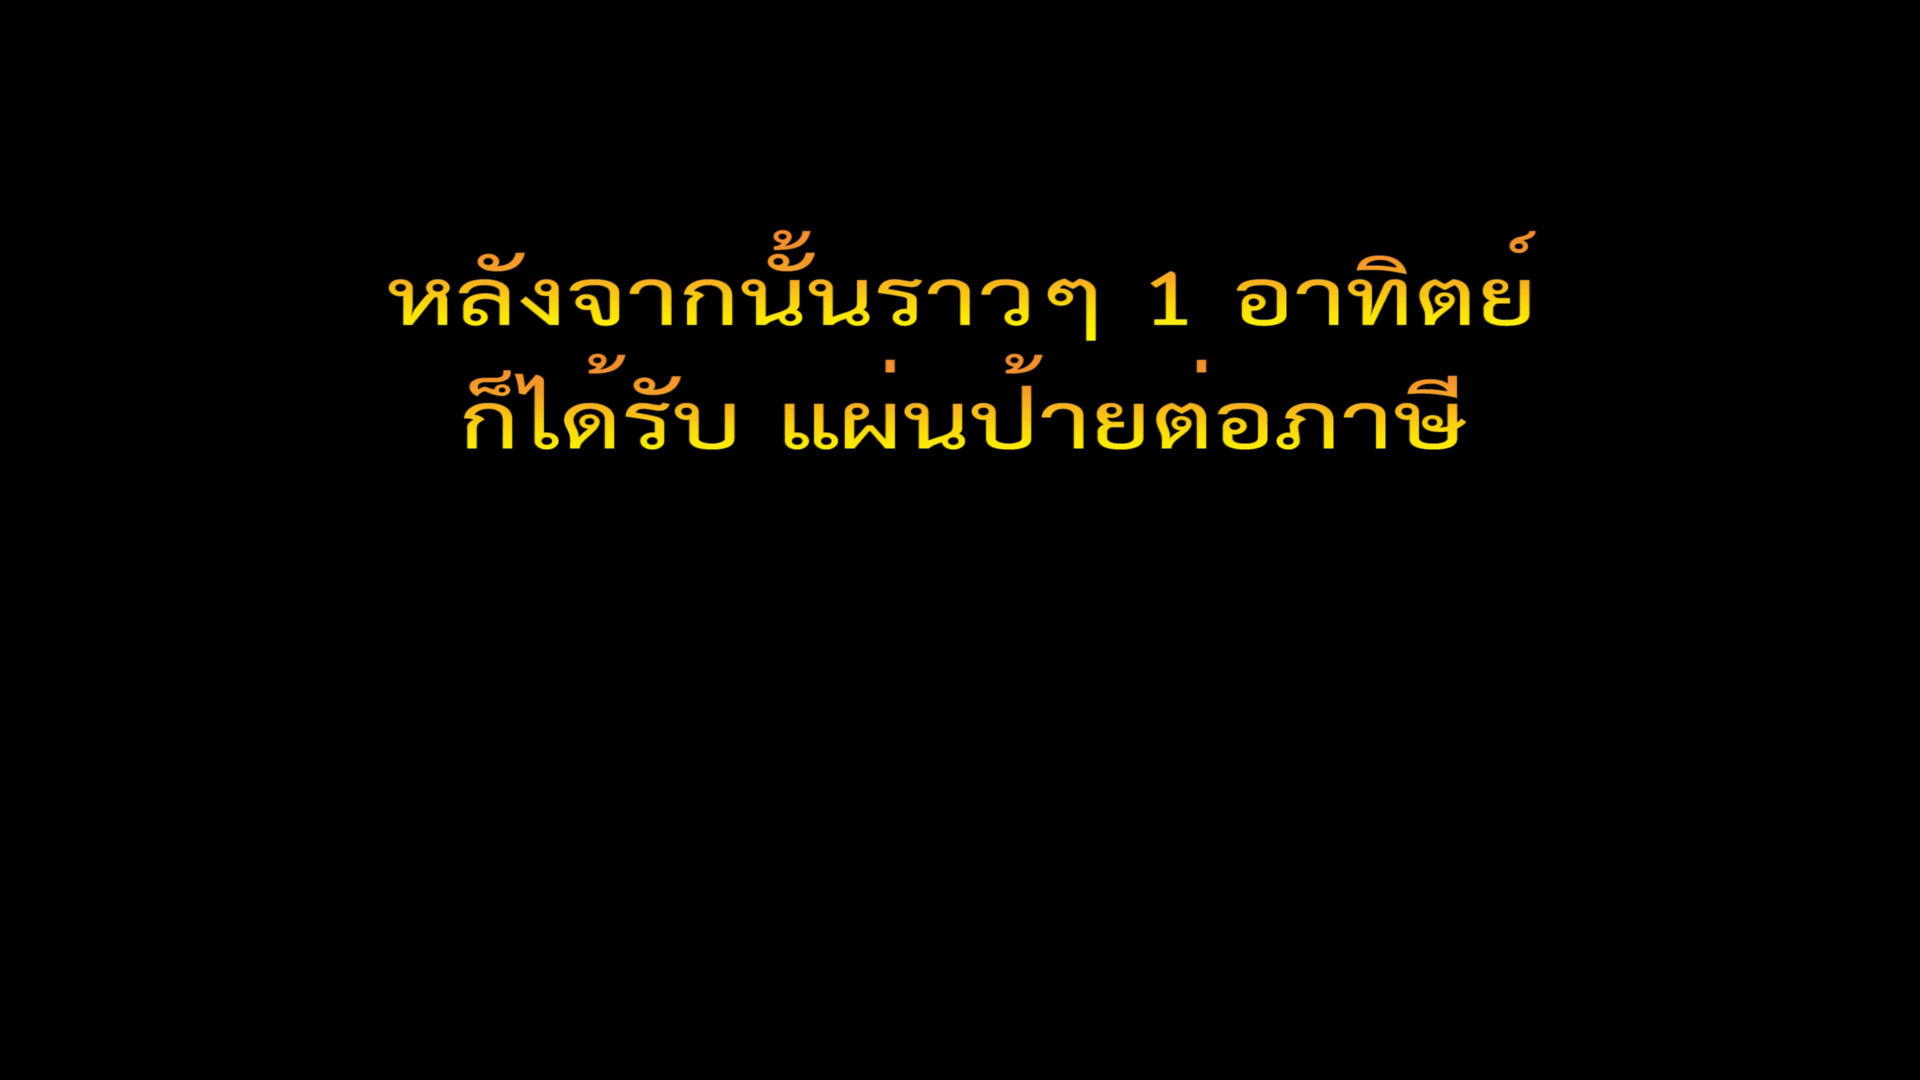 หลังจากนั้นราวๆ 1 อาทิตย์
ก็ได้รับ แผ่นป้ายต่อภาษี